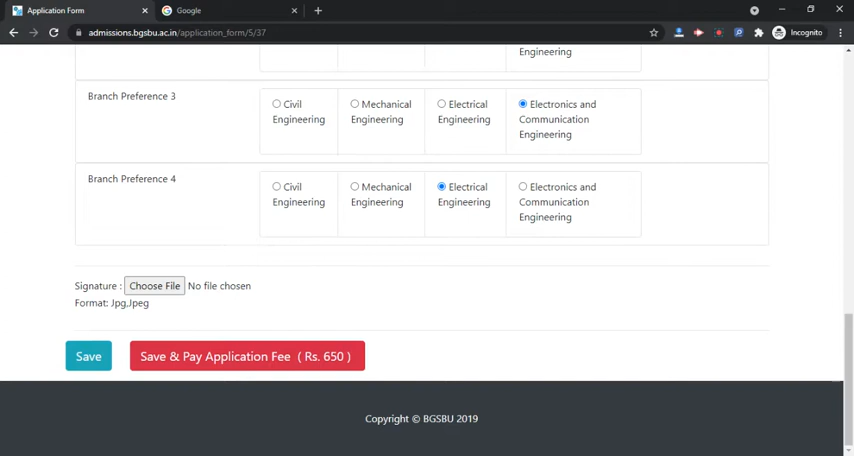 Application Form
Google
admissions.bgsbu.ac.in/application_form/5/37
Incognito
Engineering
Branch Preference 3
Civil
Engineering
Mechanical
Engineering
Electrical
Engineering
Electronics and
Communication
Engineering
Branch Preference 4
Civil
Engineering
Mechanical
Engineering
Electrical
Engineering
Electronics and
Communication
Engineering
Signature : Choose File No file chosen
Format: Jpg,Jpeg
Save
Save & Pay Application Fee ( Rs. 650 )
Copyright © BGSBU 2019